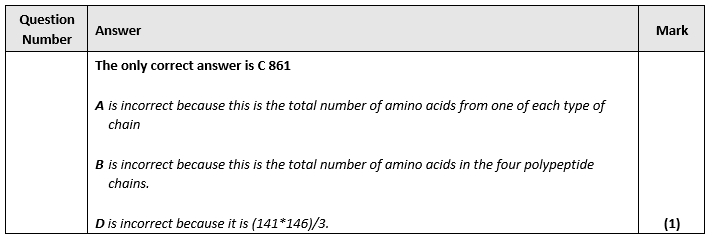 Question Number Answer Mark
The only correct answer is C 861
A is incorrect because this is the total number of amino acids from one of each type of
chain
B is incorrect because this is the total number of amino acids in the four polypeptide
chains.
D is incorrect because it is (141*146)/3. (1)